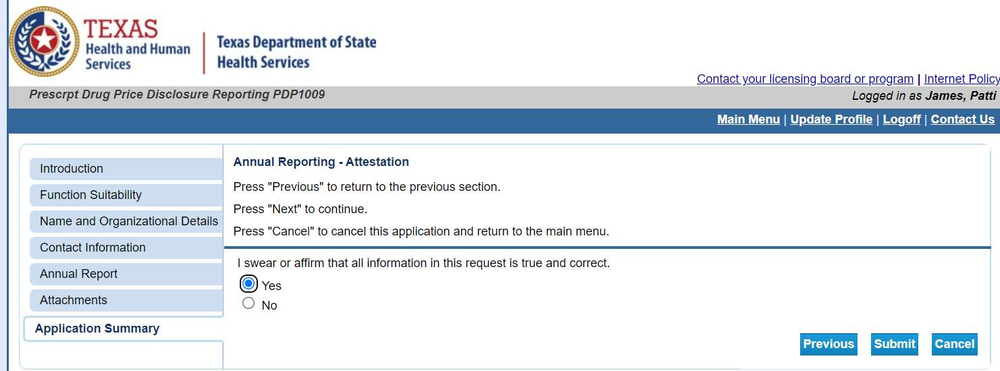 TEXAS
Health and Human
Services
Texas Department of State
Health Services
Contact your licensing board or program | Internet Policy
Prescrpt Drug Price Disclosure Reporting PDP1009
Logged in as James, Patti
Main Menu | Update Profile | Logoff | Contact Us
Introduction
Function Suitability
Name and Organizational Details
Contact Information
Annual Report
Attachments
Application Summary
Annual Reporting - Attestation
Press "Previous" to return to the previous section.
Press "Next" to continue.
Press "Cancel" to cancel this application and return to the main menu.
I swear or affirm that all information in this request is true and correct.
Yes
No
Previous Submit Cancel